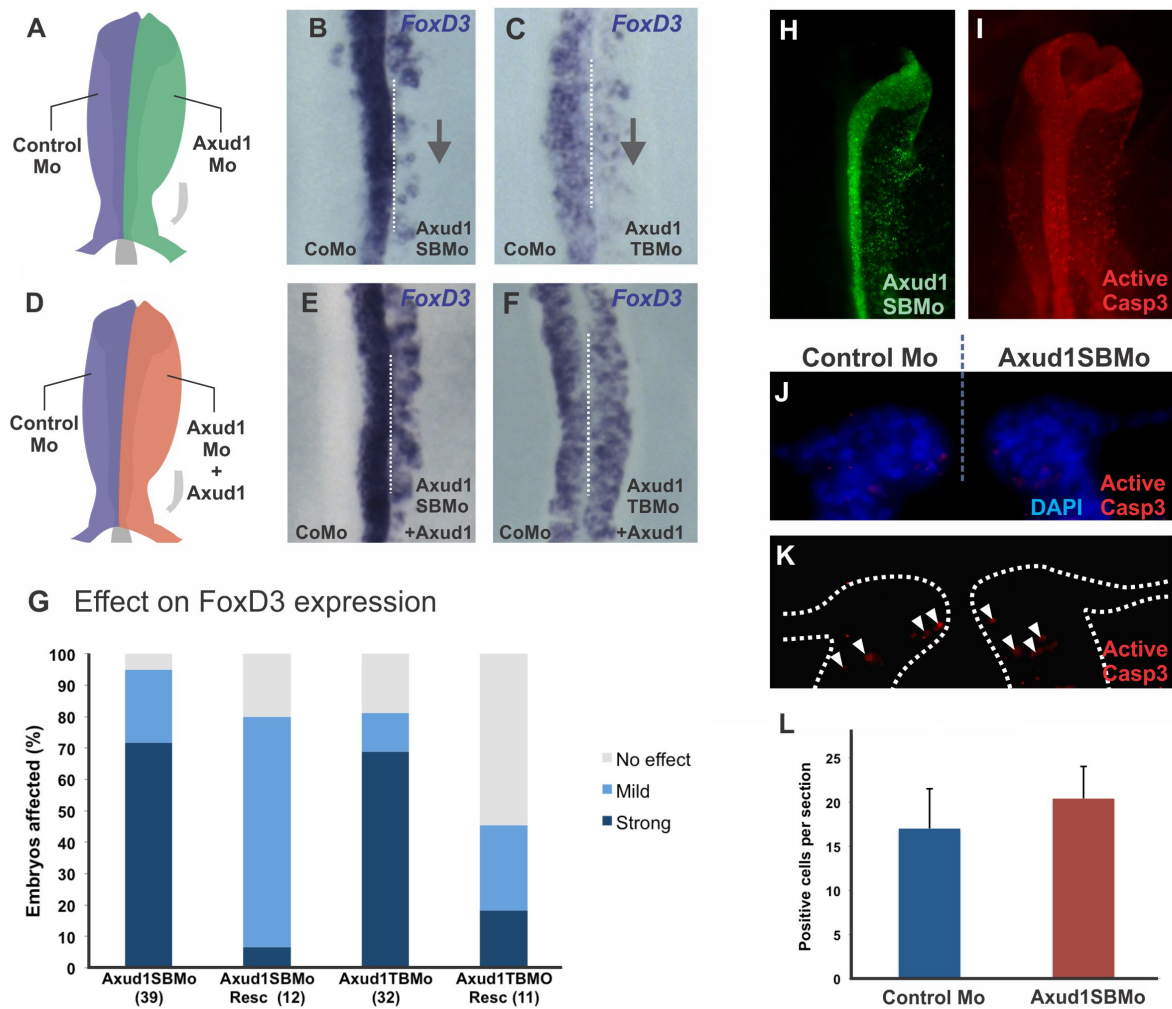 A
Control
Mo
Axud1
Mo
B
FoxD3
CoMo
Axud1
SBMo
C
FoxD3
CoMo
Axud1
TBMo
D
Control
Mo
Axud1
Mo
+
Axud1
E
FoxD3
Axud1
SBMo
CoMo
+Axud1
F
FoxD3
Axud1
TBMo
CoMo
+Axud1
G Effect on FoxD3 expression
Embryos affected (%)
100
90
80
70
60
50
40
30
20
10
0
Axud1SBMo
(39)
Axud1SBMo
Resc (12)
Axud1TBMo
(32)
Axud1TBMO
Resc (11)
No effect
Mild
Strong
H
Axud1
SBMo
I
Active
Casp3
Control Mo
Axud1SBMo
J
DAPI
Active
Casp3
K
Active
Casp3
L
Positive cells per section
25
20
15
10
5
0
Control Mo
Axud1SBMo